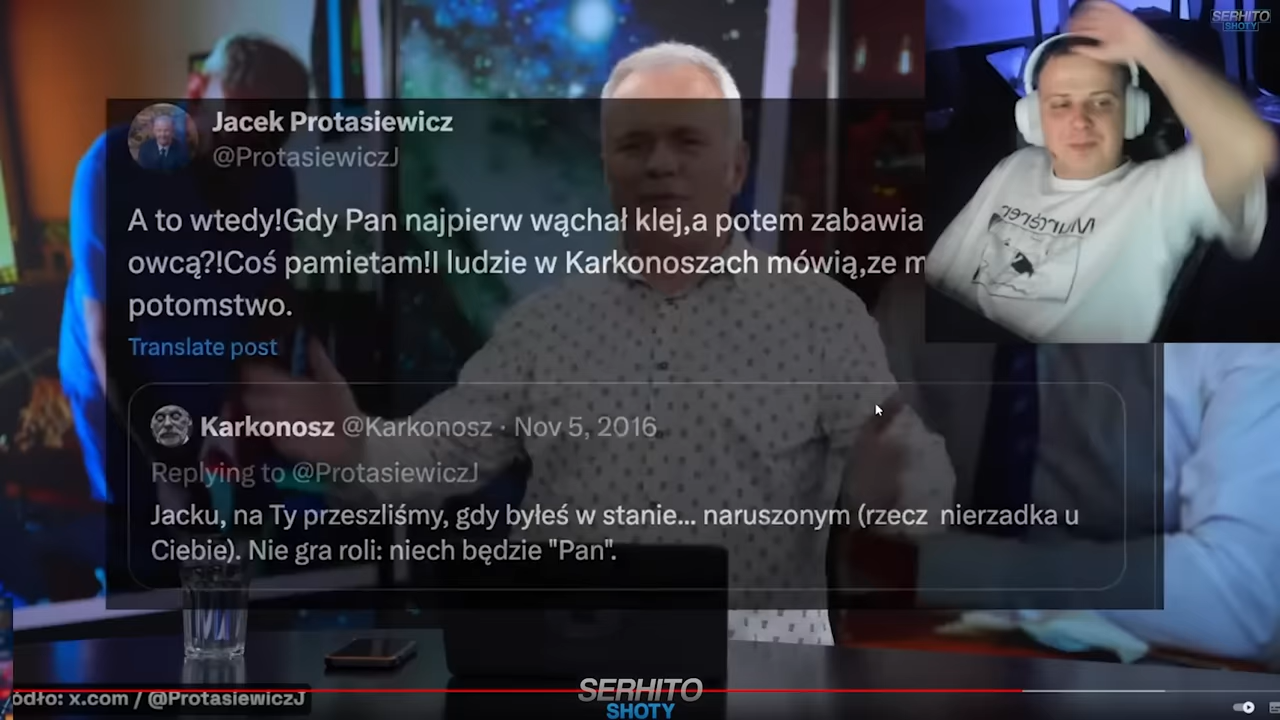 SERHITO
SHOTY
Jacek Protasiewicz
@ProtasiewiczJ
A to wtedy!Gdy Pan najpierw wąchał klej,a potem zabawia
owcą?!Coś pamietam!I ludzie w Karkonoszach mówią,ze m
potomstwo.
Translate post
Karkonosz @Karkonosz · Nov 5, 2016
Replying to @ProtasiewiczJ
Jacku, na Ty przeszliśmy, gdy byłeś w stanie... naruszonym (rzecz nierzadka u
Ciebie). Nie gra roli: niech będzie "Pan".
ódło: x.com / @ProtasiewiczJ
SERHITO
SHOTY